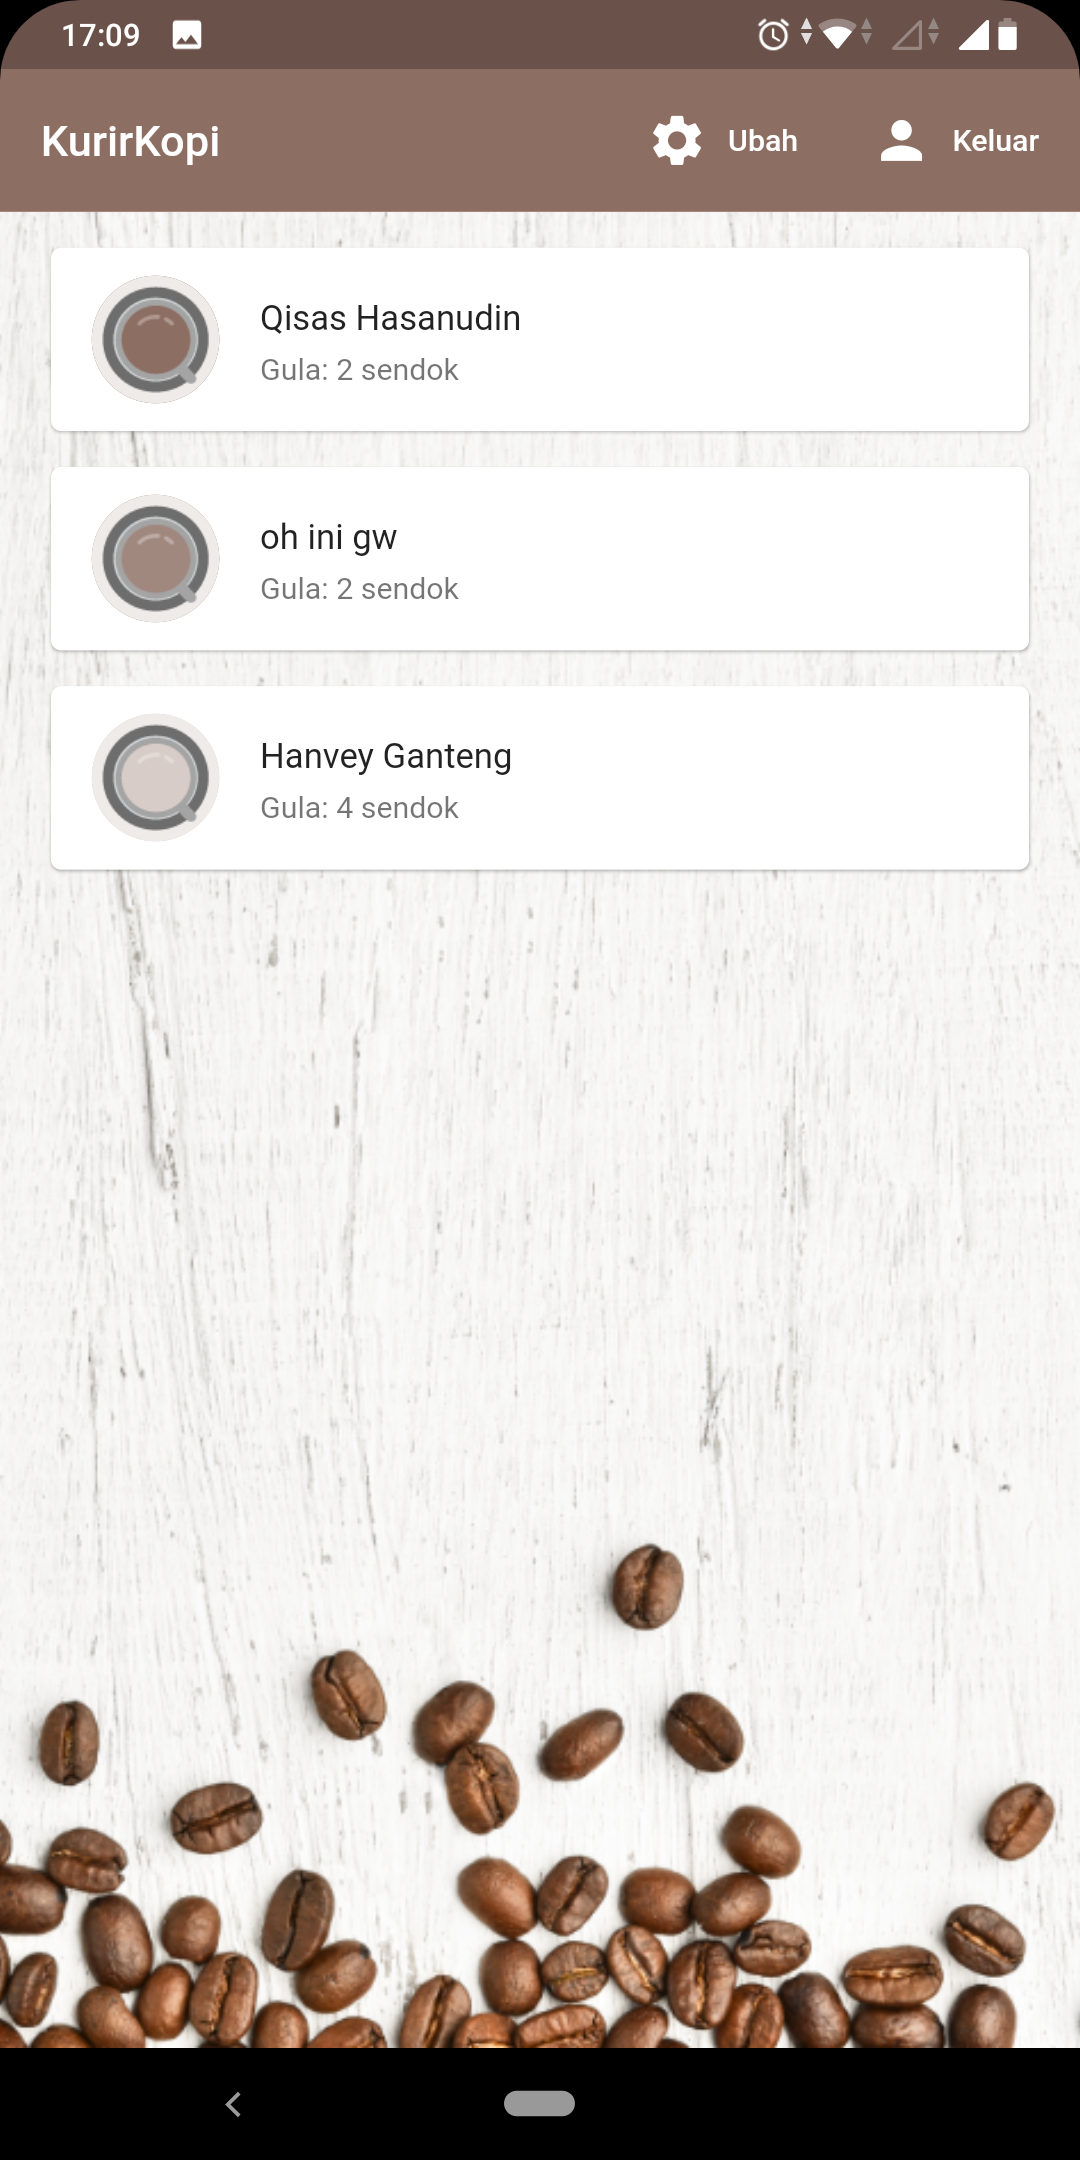 17:09
KurirKopi Ubah Keluar
Qisas Hasanudin
Gula: 2 sendok
oh ini gw
Gula: 2 sendok
Hanvey Ganteng
Gula: 4 sendok